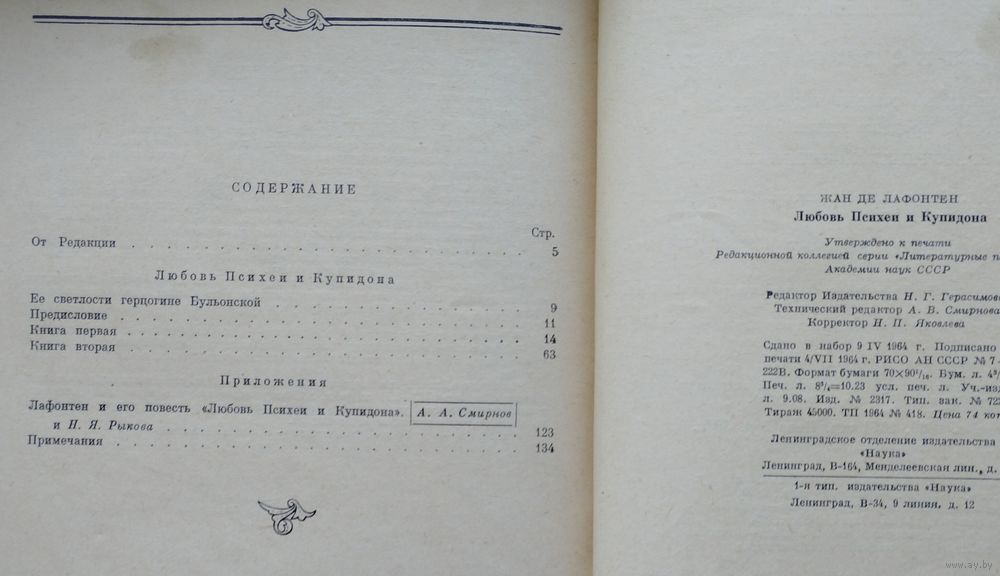 СОДЕРЖАНИЕ
Стр.
От Редакции . . . . . . . . . . . . . . . . . . . . 5
Любовь Психеи и Купидона
Ее светлости герцогине Бульонской . . . . . . . . . . . . 9
Предисловие . . . . . . . . . . . . . . . . . . . . 11
Книга первая . . . . . . . . . . . . . . . . . . . . 14
Книга вторая . . . . . . . . . . . . . . . . . . . . 63
Приложения
Лафонтен и его повесть «Любовь Психеи и Купидона». А. А. Смирнов
и Н. Я. Рыкова . . . . . . . . . . . . . . . . . . 123
Примечания . . . . . . . . . . . . . . . . . . . . 134
ЖАН ДЕ ЛАФОНТЕН
Любовь Психеи и Купидона
Утверждено к печати
Редакционной коллегией серии «Литературные
Академии наук СССР
Редактор Издательства Н. Г. Герасимов
Технический редактор А. В. Смирнова
Корректор Н. П. Яковлева
Сдано в набор 9 IV 1964 г. Подписано
печати 4/VII 1964 г. РИСО АН СССР № 7
222В. Формат бумаги 70×90¹/₁₆. Бум. л.
Печ. л. 8³/₄=10.23 усл. печ. л. Уч.-изд
л. 9.08. Изд. № 2317. Тип. зак. №
Тираж 45000. ТП 1964 № 418. Цена 74 коп
Ленинградское отделение издательства
«Наука»
Ленинград, В-164, Менделеевская лин., д.
1-я тип. издательства «Наука»
Ленинград, В-34, 9 линия, д. 12
www.ay.by